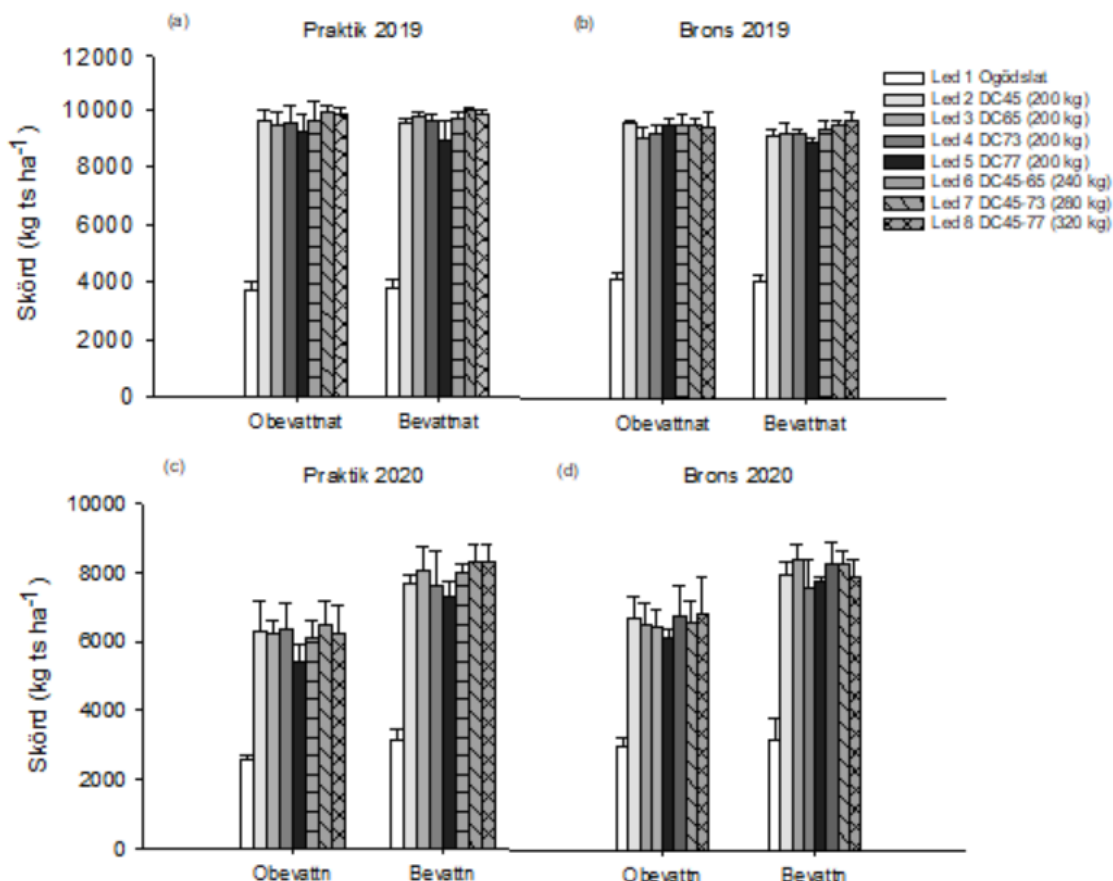 (a)
Praktik 2019
(b)
Brons 2019
12000
10000
8000
6000
4000
2000
0
Skörd (kg ts ha-1)
Obevattnat
Bevattnat
Obevattnat
Bevattnat
Led 1 Ogödslat
Led 2 DC45 (200 kg)
Led 3 DC65 (200 kg)
Led 4 DC73 (200 kg)
Led 5 DC77 (200 kg)
Led 6 DC45-65 (240 kg)
Led 7 DC45-73 (280 kg)
Led 8 DC45-77 (320 kg)
(c)
Praktik 2020
(d)
Brons 2020
10000
8000
6000
4000
2000
0
Skörd (kg ts ha-1)
Obevattn
Bevattn
Obevattn
Bevattn